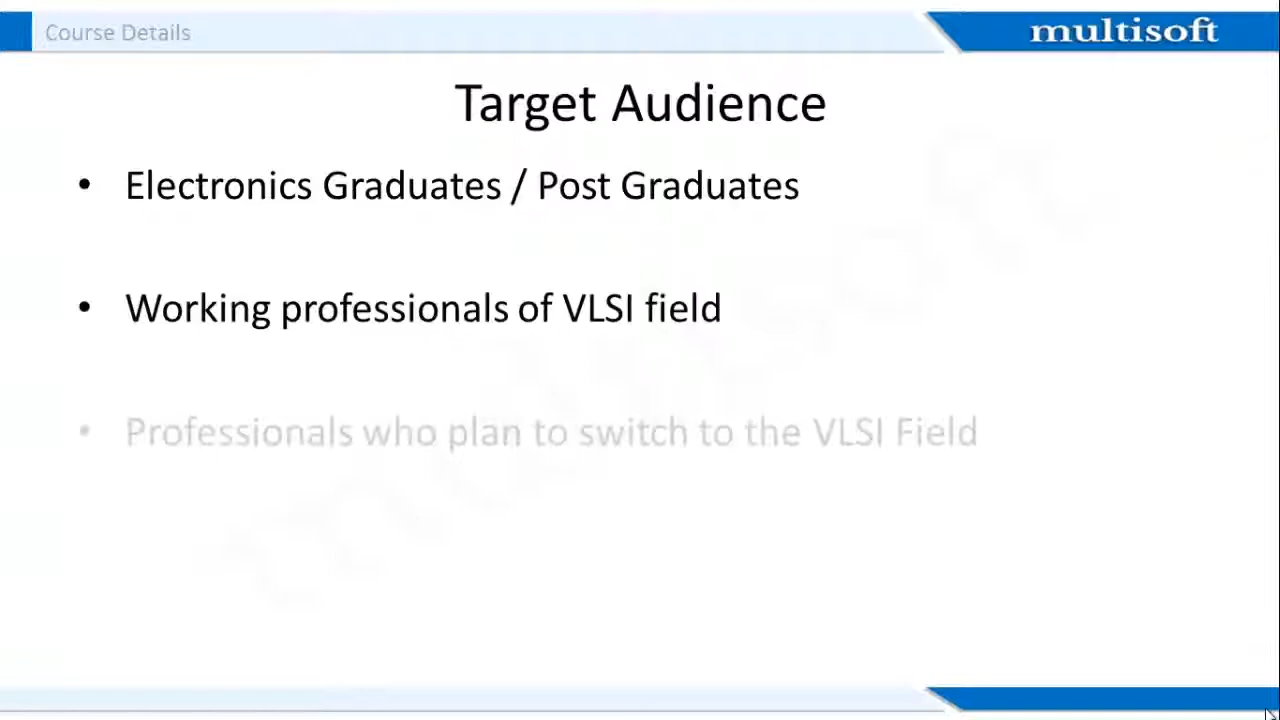 Course Details
multisoft
Target Audience
• Electronics Graduates / Post Graduates
• Working professionals of VLSI field
• Professionals who plan to switch to the VLSI Field
multisoft